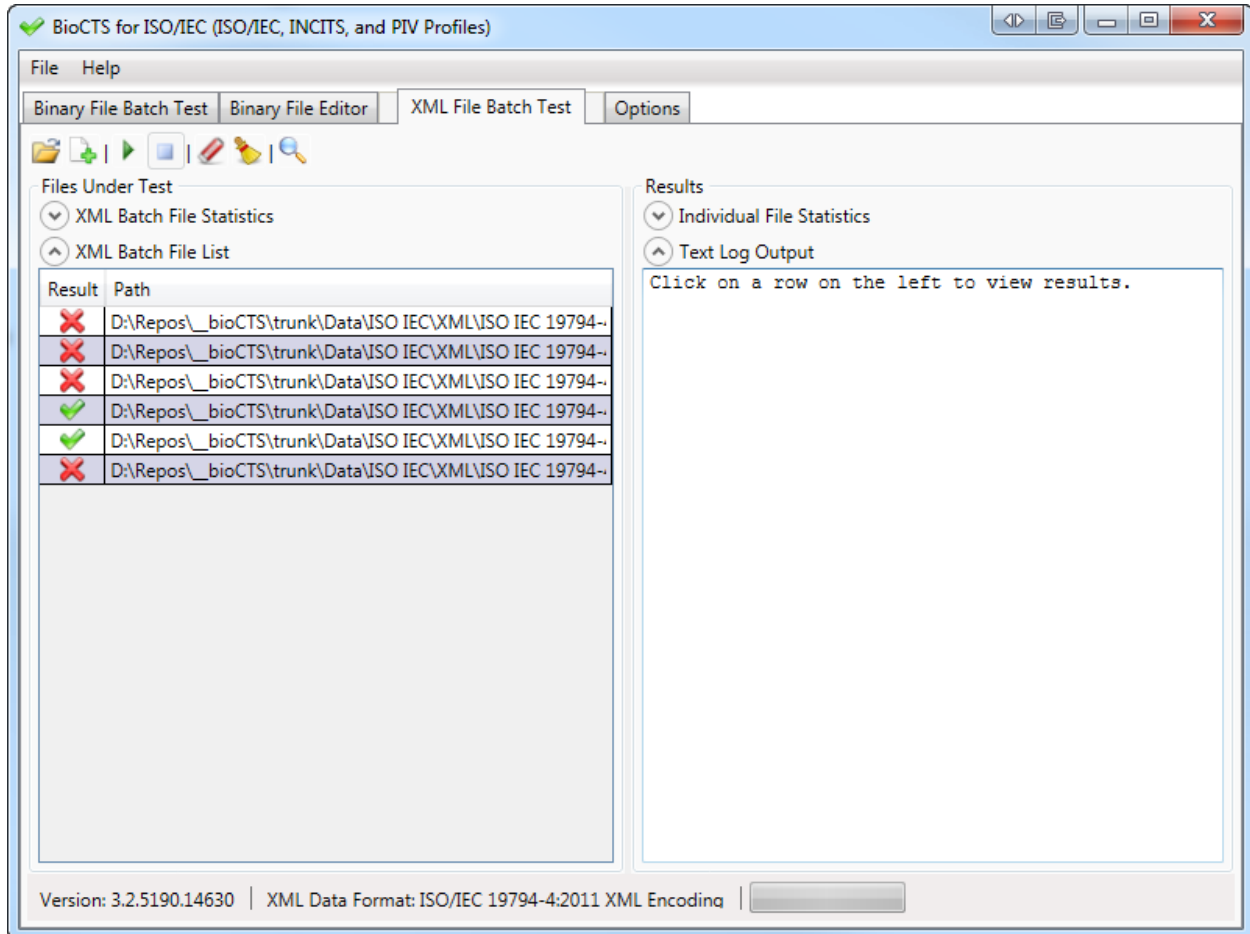 BioCTS for ISO/IEC (ISO/IEC, INCITS, and PIV Profiles)
File Help
Binary File Batch Test Binary File Editor XML File Batch Test Options
Files Under Test
XML Batch File Statistics
XML Batch File List
Result Path
D:\Repos\__bioCTS\trunk\Data\ISO IEC\XML\ISO IEC 19794-
D:\Repos\__bioCTS\trunk\Data\ISO IEC\XML\ISO IEC 19794-
D:\Repos\__bioCTS\trunk\Data\ISO IEC\XML\ISO IEC 19794-
D:\Repos\__bioCTS\trunk\Data\ISO IEC\XML\ISO IEC 19794-
D:\Repos\__bioCTS\trunk\Data\ISO IEC\XML\ISO IEC 19794-
D:\Repos\__bioCTS\trunk\Data\ISO IEC\XML\ISO IEC 19794-
Results
Individual File Statistics
Text Log Output
Click on a row on the left to view results.
Version: 3.2.5190.14630 | XML Data Format: ISO/IEC 19794-4:2011 XML Encoding |